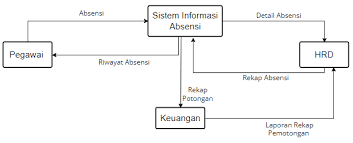 Absensi
Sistem Informasi
Absensi
Detail Absensi
Pegawai
HRD
Riwayat Absensi
Rekap Absensi
Rekap
Potongan
Keuangan
Laporan Rekap
Pemotongan